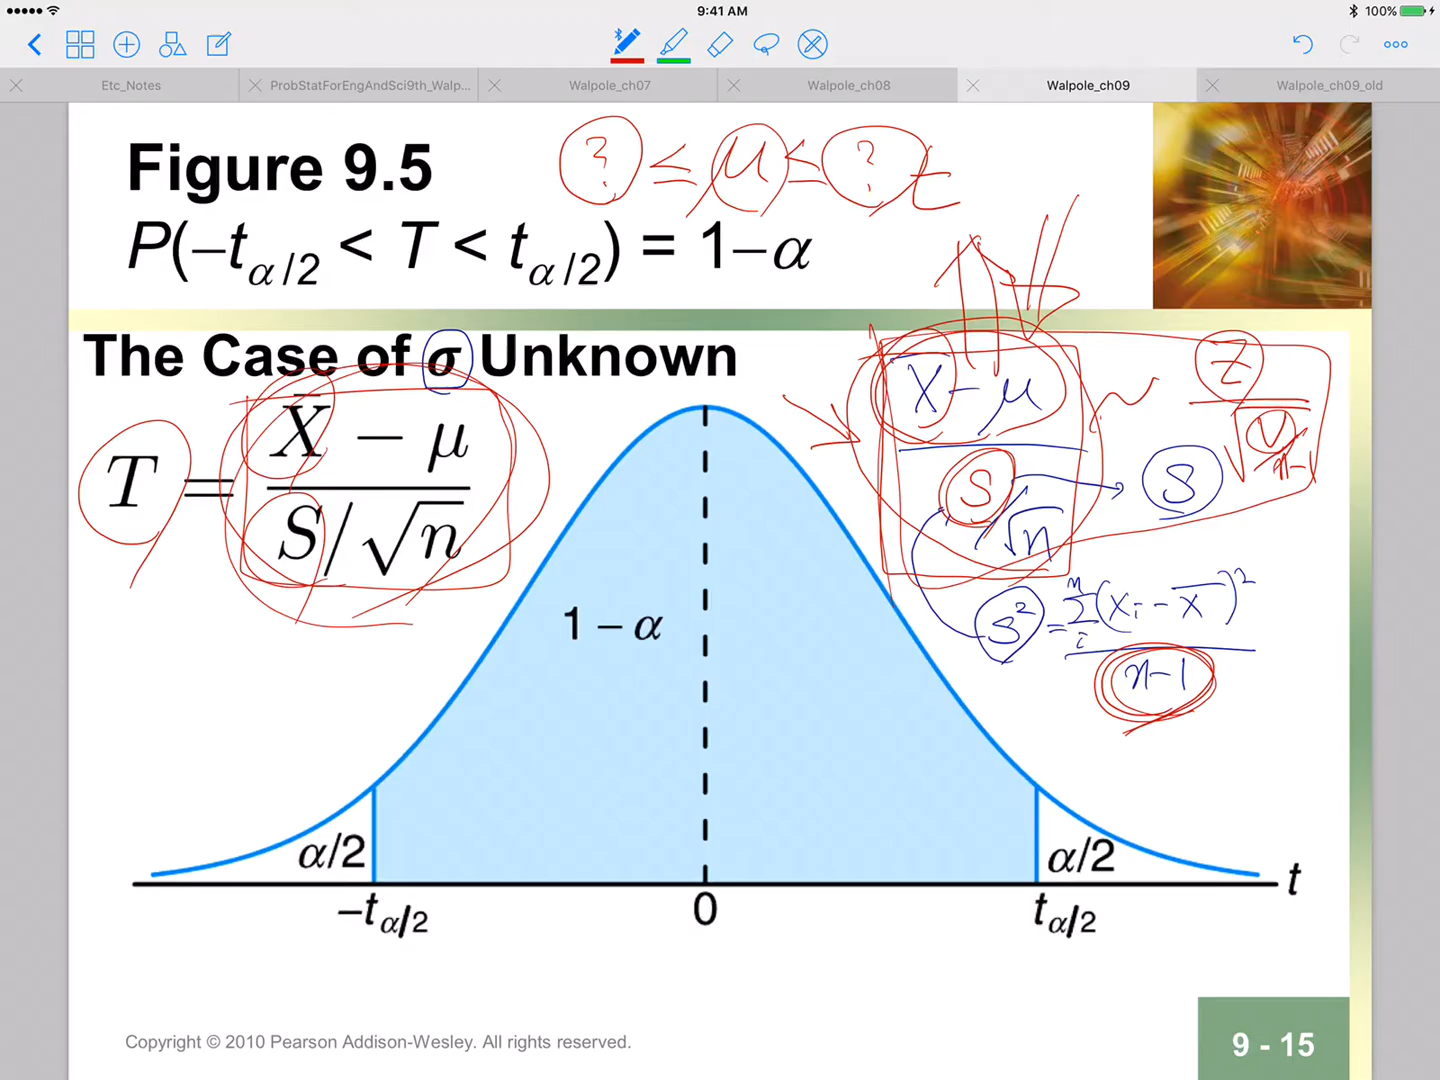 9:41 AM
100%
Etc_Notes
ProbStatForEngAndSci9th_Walp...
Walpole_ch07
Walpole_ch08
Walpole_ch09
Walpole_ch09_old
Figure 9.5
? ≤ μ ≤ ? t
P(–tα/2 < T < tα/2) = 1–α
The Case of σ Unknown
T = X̄ − μ / S/√n
X̄ − μ / S/√n ~ Z / √V/n-1
S
S² = Σ(Xi − X̄)² / n-1
1 − α
α/2
α/2
–tα/2
0
tα/2
t
Copyright © 2010 Pearson Addison-Wesley. All rights reserved.
9 - 15